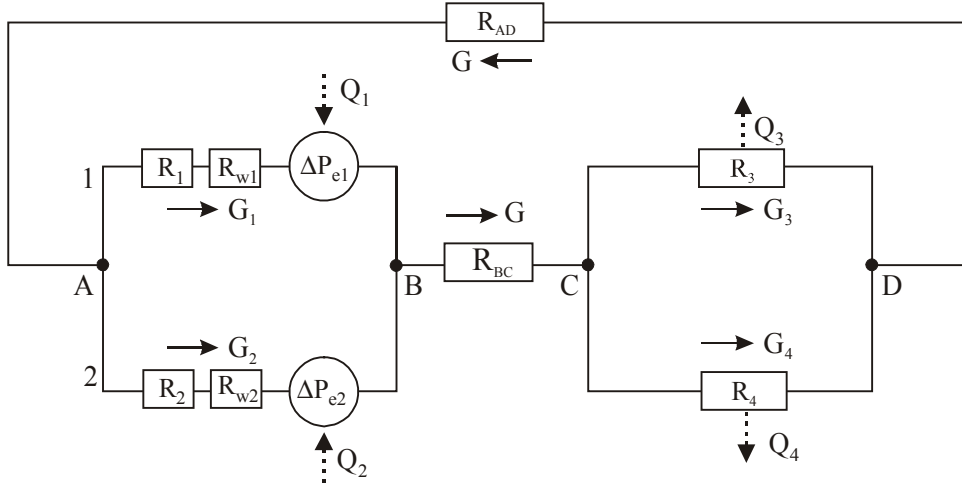 R_AD
G
Q_1
Q_3
1
R_1
R_w1
ΔP_e1
R_3
G_1
G
G_3
A
B
R_BC
C
D
G_2
G_4
2
R_2
R_w2
ΔP_e2
R_4
Q_2
Q_4